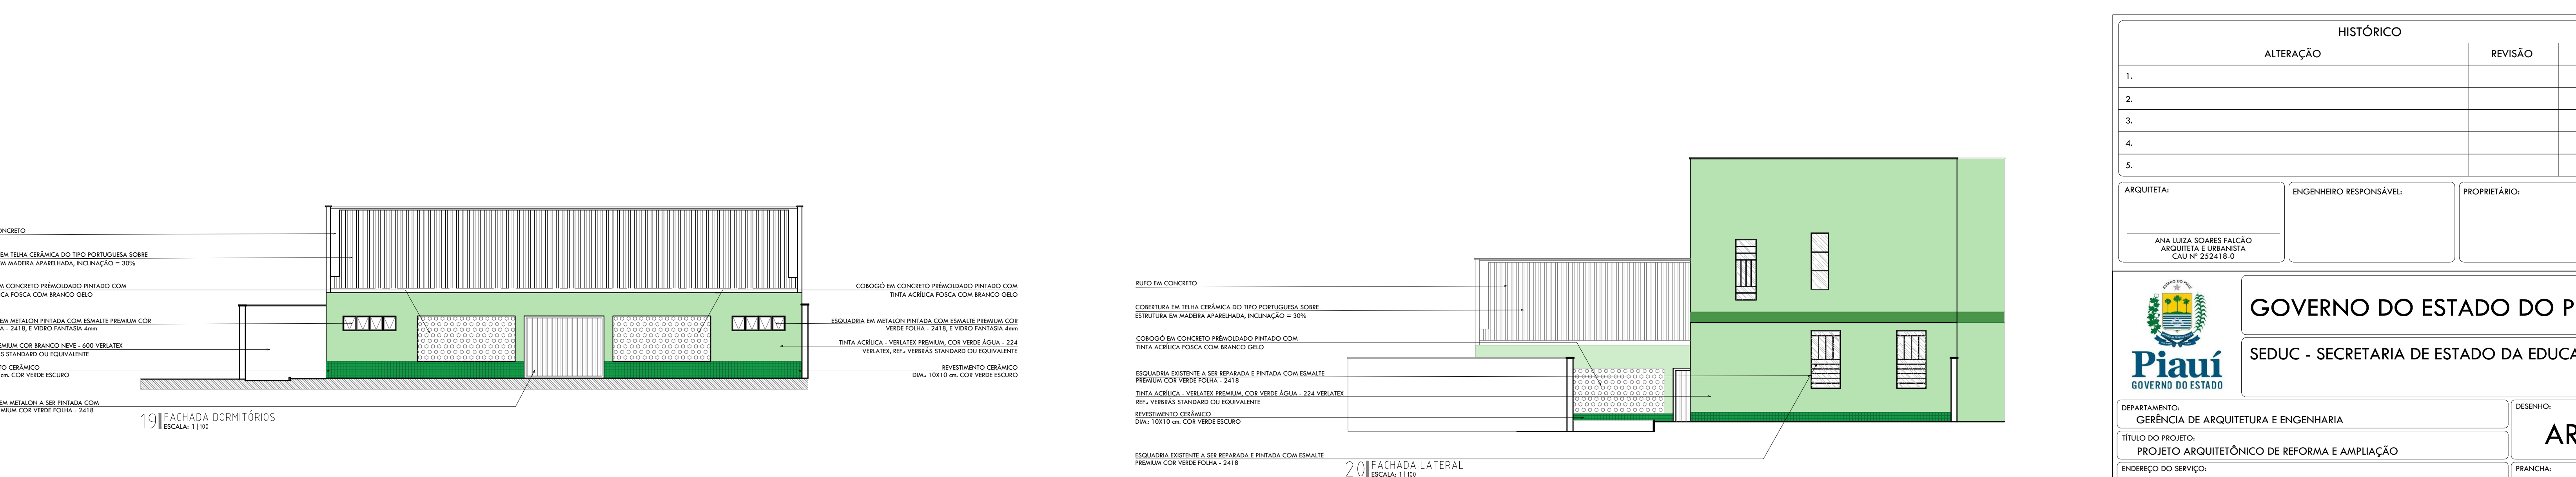 ONCRETO
EM TELHA CERÂMICA DO TIPO PORTUGUESA SOBRE
EM MADEIRA APARELHADA, INCLINAÇÃO = 30%
M CONCRETO PRÉMOLDADO PINTADO COM
ICA FOSCA COM BRANCO GELO
EM METALON PINTADA COM ESMALTE PREMIUM COR
A - 2418, E VIDRO FANTASIA 4mm
EMIUM COR BRANCO NEVE - 600 VERLATEX
S STANDARD OU EQUIVALENTE
TO CERÂMICO
cm. COR VERDE ESCURO
EM METALON A SER PINTADA COM
MIUM COR VERDE FOLHA - 2418
COBOGÓ EM CONCRETO PRÉMOLDADO PINTADO COM
TINTA ACRÍLICA FOSCA COM BRANCO GELO
ESQUADRIA EM METALON PINTADA COM ESMALTE PREMIUM COR
VERDE FOLHA - 2418, E VIDRO FANTASIA 4mm
TINTA ACRÍLICA - VERLATEX PREMIUM, COR VERDE ÁGUA - 224
VERLATEX, REF.: VERBRÁS STANDARD OU EQUIVALENTE
REVESTIMENTO CERÂMICO
DIM.: 10X10 cm. COR VERDE ESCURO
19 FACHADA DORMITÓRIOS
ESCALA: 1 | 100
RUFO EM CONCRETO
COBERTURA EM TELHA CERÂMICA DO TIPO PORTUGUESA SOBRE
ESTRUTURA EM MADEIRA APARELHADA, INCLINAÇÃO = 30%
COBOGÓ EM CONCRETO PRÉMOLDADO PINTADO COM
TINTA ACRÍLICA FOSCA COM BRANCO GELO
ESQUADRIA EXISTENTE A SER REPARADA E PINTADA COM ESMALTE
PREMIUM COR VERDE FOLHA - 2418
TINTA ACRÍLICA - VERLATEX PREMIUM, COR VERDE ÁGUA - 224 VERLATEX
REF.: VERBRÁS STANDARD OU EQUIVALENTE
REVESTIMENTO CERÂMICO
DIM.: 10X10 cm. COR VERDE ESCURO
ESQUADRIA EXISTENTE A SER REPARADA E PINTADA COM ESMALTE
PREMIUM COR VERDE FOLHA - 2418
20 FACHADA LATERAL
ESCALA: 1 | 100
HISTÓRICO
ALTERAÇÃO REVISÃO
1.
2.
3.
4.
5.
ARQUITETA: ENGENHEIRO RESPONSÁVEL: PROPRIETÁRIO:
ANA LUIZA SOARES FALCÃO
ARQUITETA E URBANISTA
CAU Nº 252418-0
ESTADO DO PIAUÍ
Piauí
GOVERNO DO ESTADO
GOVERNO DO ESTADO DO P
SEDUC - SECRETARIA DE ESTADO DA EDUCA
DEPARTAMENTO:
GERÊNCIA DE ARQUITETURA E ENGENHARIA
DESENHO:
AR
TÍTULO DO PROJETO:
PROJETO ARQUITETÔNICO DE REFORMA E AMPLIAÇÃO
ENDEREÇO DO SERVIÇO:
PRANCHA: